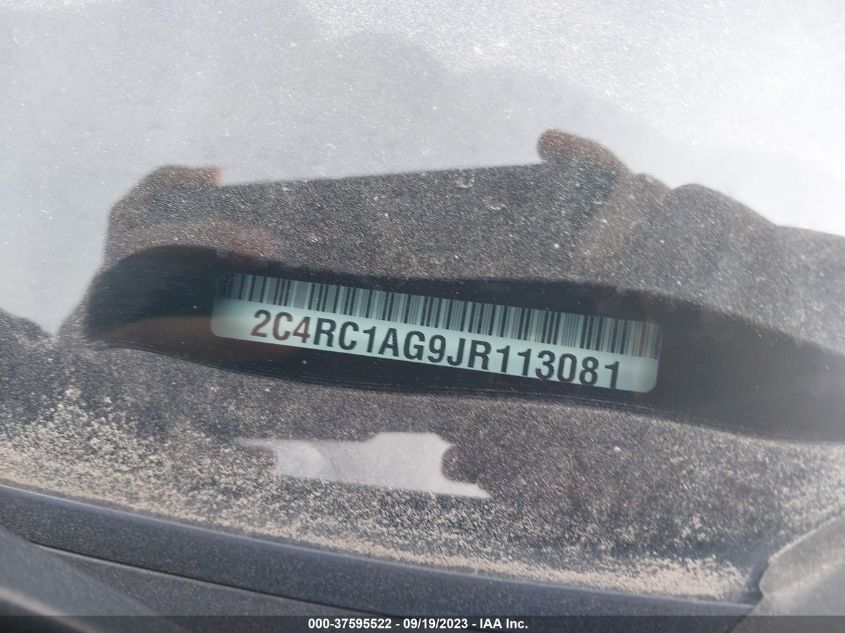 2C4RC1AG9JR113081
000-37595522 - 09/19/2023 - IAA Inc.